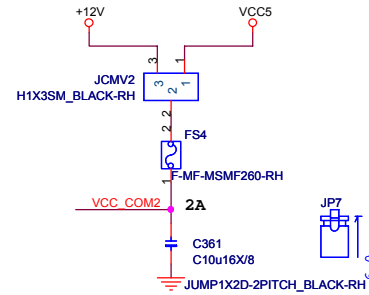 +12V
VCC5
3
1
JCMV2
3
2
1
H1X3SM_BLACK-RH
2
2
FS4
F-MF-MSMF260-RH
1
VCC_COM2
2A
JP7
C361
C10u16X/8
JUMP1X2D-2PITCH_BLACK-RH